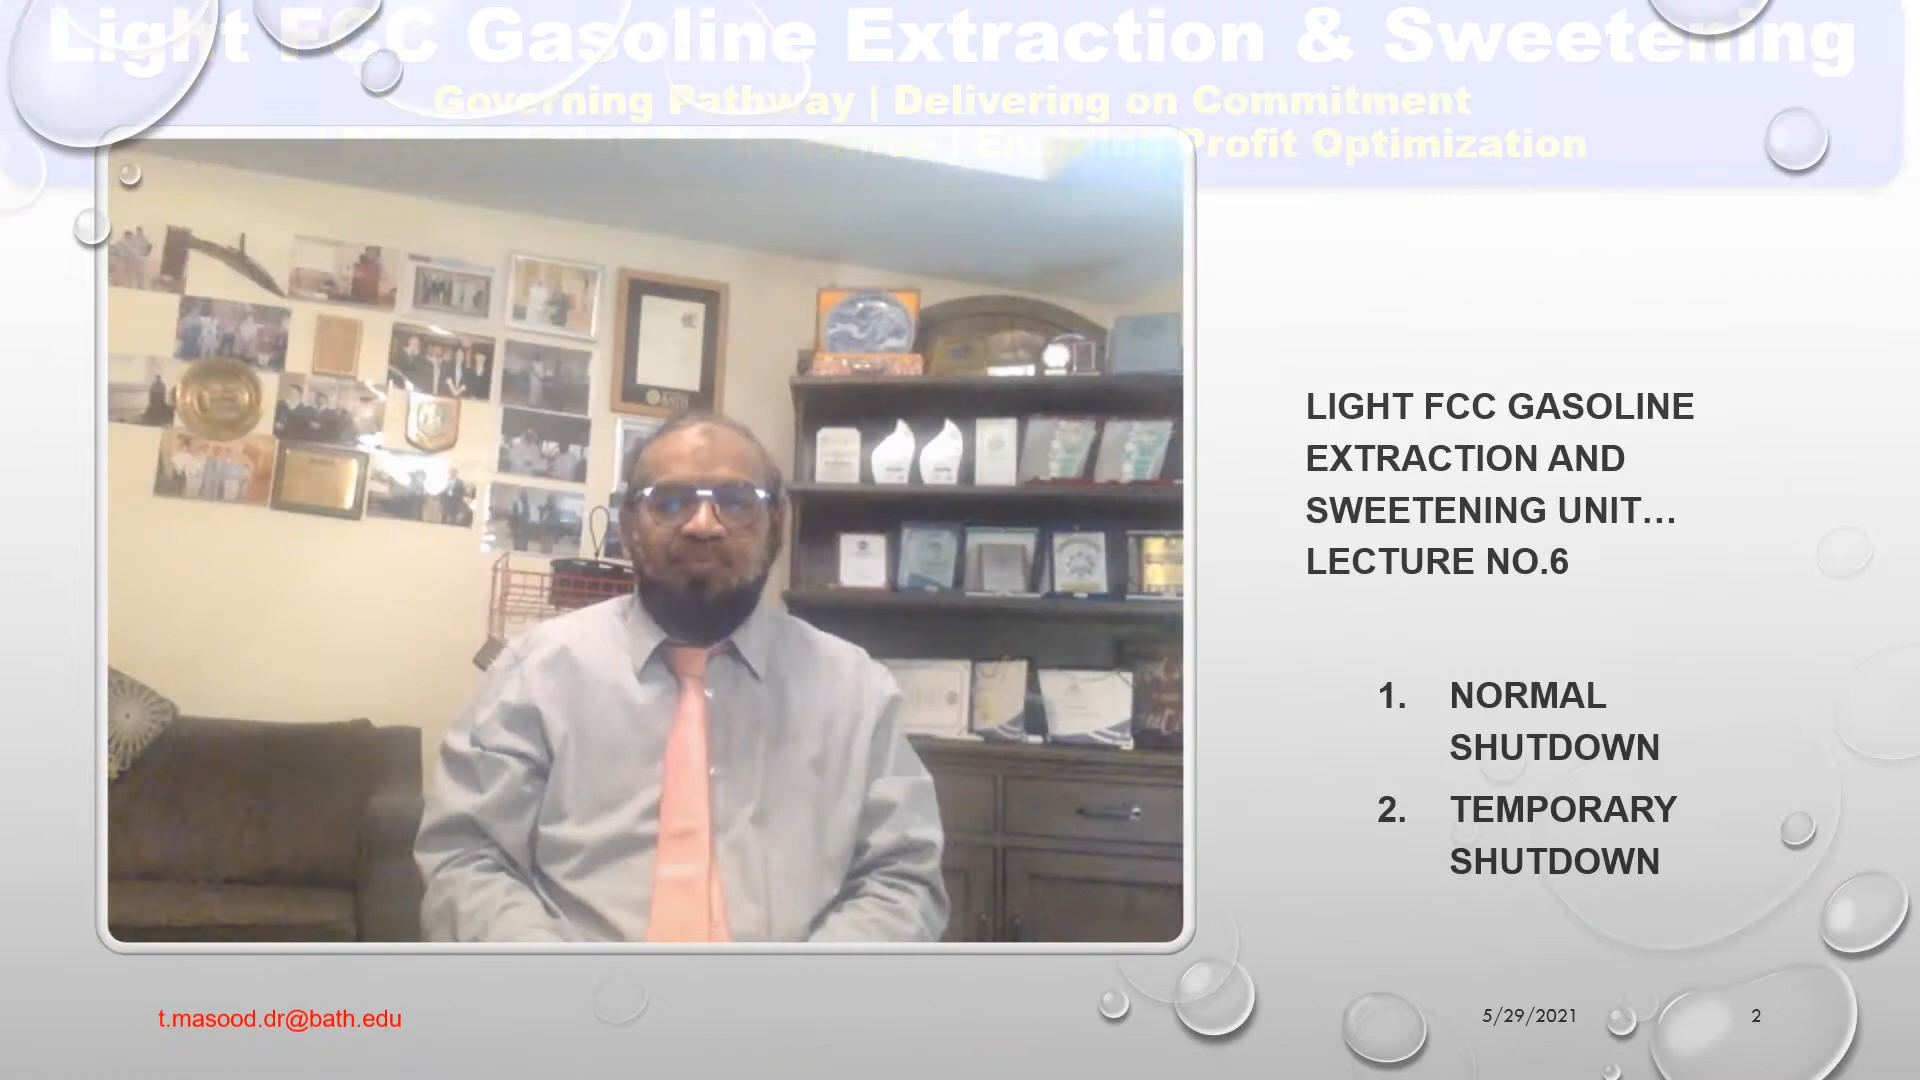 Light FCC Gasoline Extraction & Sweetening
Governing Pathway | Delivering on Commitment
| Enabling Profit Optimization
LIGHT FCC GASOLINE
EXTRACTION AND
SWEETENING UNIT...
LECTURE NO.6
1. NORMAL
SHUTDOWN
2. TEMPORARY
SHUTDOWN
t.masood.dr@bath.edu
5/29/2021
2